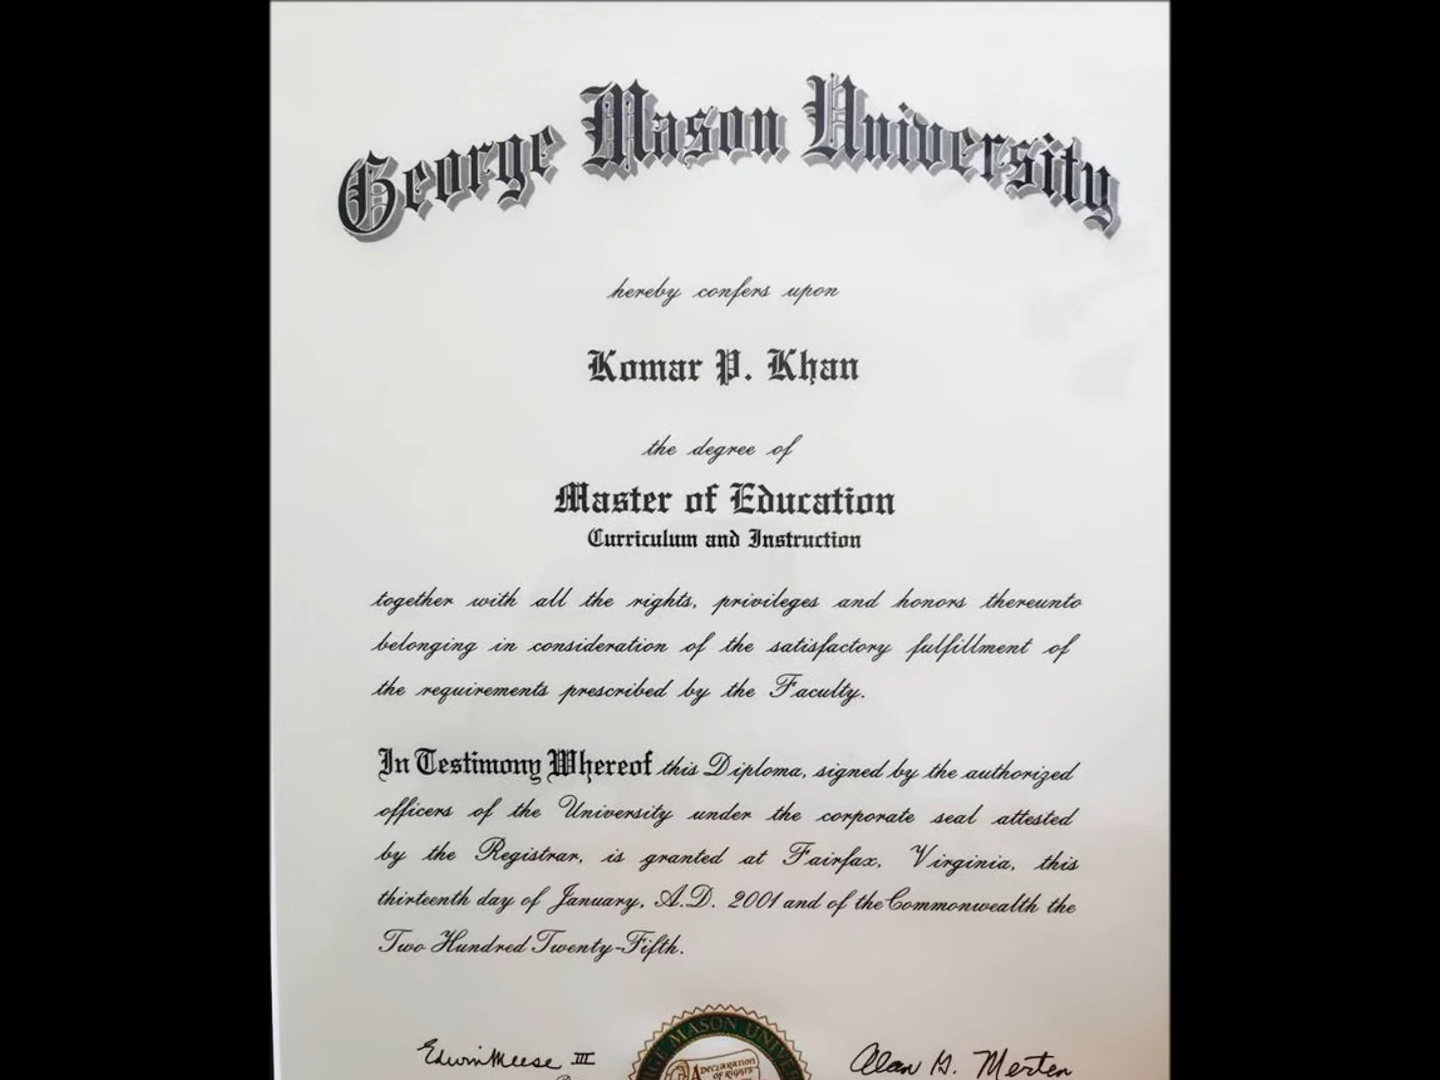 George Mason University
hereby confers upon
Komar P. Khan
the degree of
Master of Education
Curriculum and Instruction
together with all the rights, privileges and honors thereunto
belonging in consideration of the satisfactory fulfillment of
the requirements prescribed by the Faculty.
In Testimony Whereof this Diploma, signed by the authorized
officers of the University under the corporate seal attested
by the Registrar, is granted at Fairfax, Virginia, this
thirteenth day of January, A.D. 2001 and of the Commonwealth the
Two Hundred Twenty-Fifth.
Edwin Meese III
MASON
DECLARATION
OF RIGHTS
Alan G. Merten